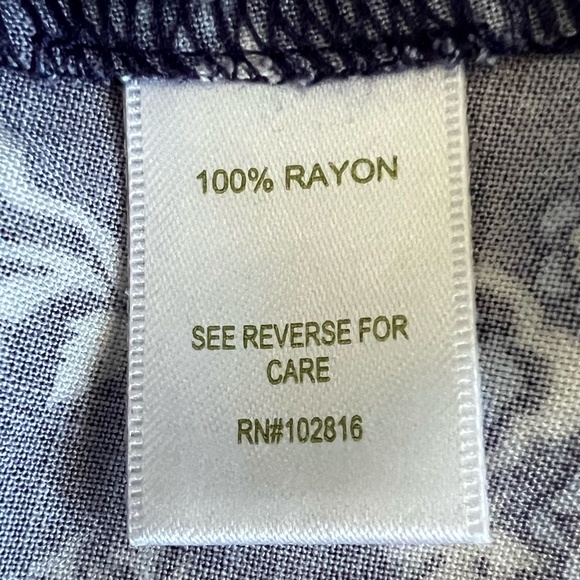 100% RAYON
SEE REVERSE FOR
CARE
RN#102816